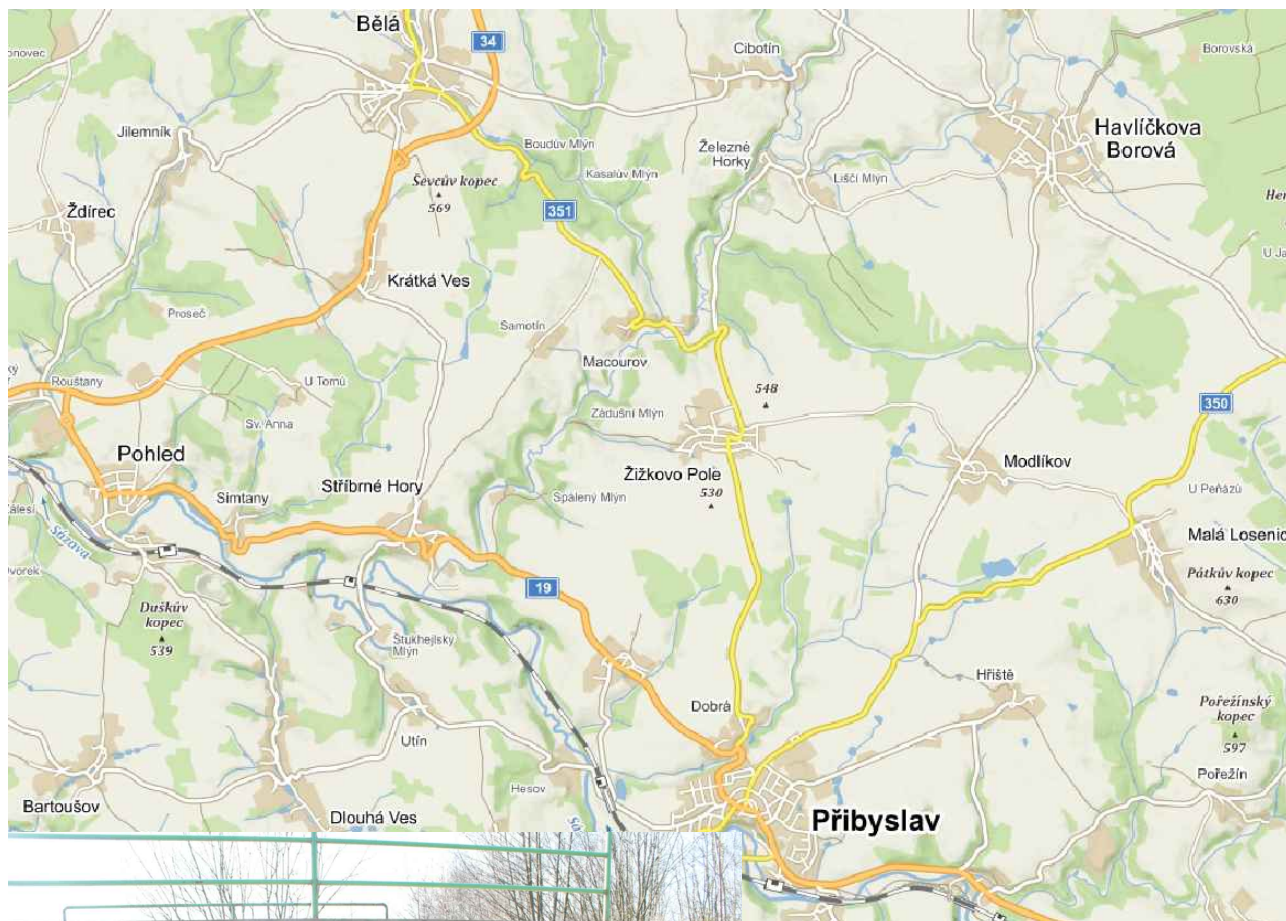 Bělá
34
Cibotín
Borovská
Havlíčkova
Borová
Jilemník
Boudův Mlýn
Železné
Horky
Kasalův Mlýn
Liščí Mlýn
Ševcův kopec
569
351
Ždírec
Krátká Ves
Proseč
Šamotín
Macourov
Rouštany
U Tomů
548
350
Zádušní Mlýn
Sv. Anna
Pohled
Modlíkov
Žižkovo Pole
530
Stříbrné Hory
Simtany
Spálený Mlýn
U Peňázů
Sázava
Malá Losenic
Pátkův kopec
630
19
Duškův
kopec
539
Štukhejlský
Mlýn
Hřiště
Dobrá
Pořežínský
kopec
597
Utín
Pořežín
Hesov
Bartoušov
Dlouhá Ves
Přibyslav